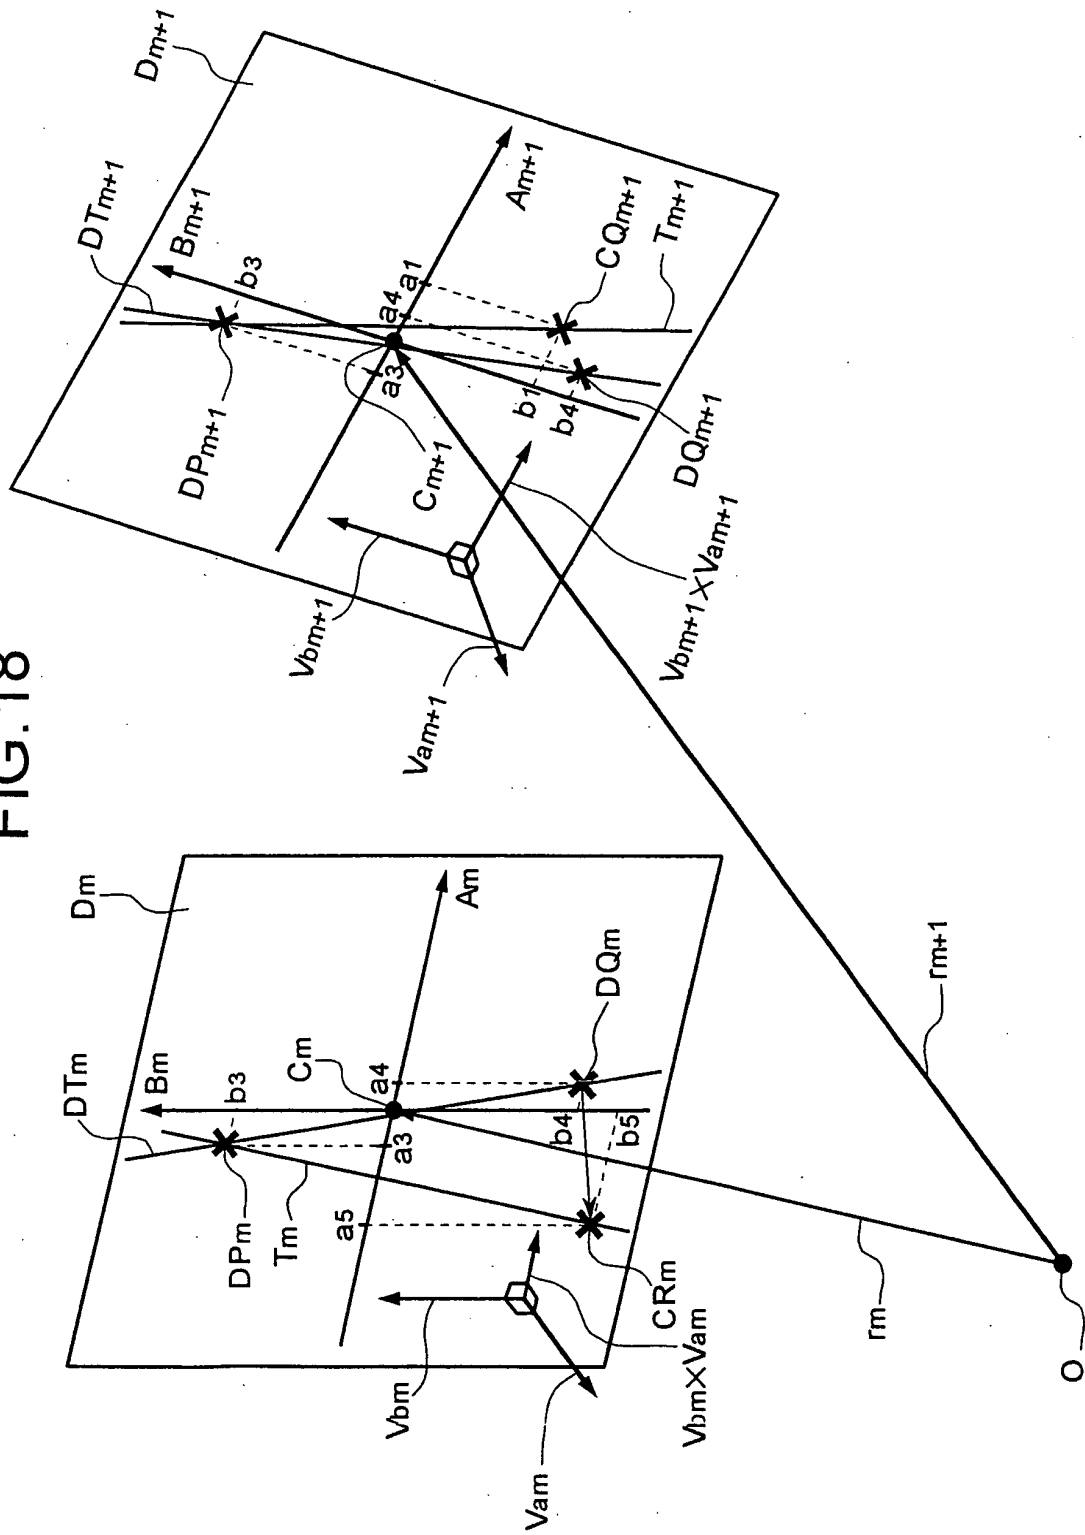 FIG.18
Dm
DTm
Bm
b3
Cm
a4
Am
DPm
Tm
a3
a5
DQm
b4
b5
Vbm
CRm
Vbm×Vam
Vam
rm
rm+1
O
Dm+1
DTm+1
Bm+1
b3
Am+1
a1
a4
CQm+1
Tm+1
DPm+1
a3
Cm+1
b1
b4
DQm+1
Vbm+1
Vam+1
Vbm+1×Vam+1